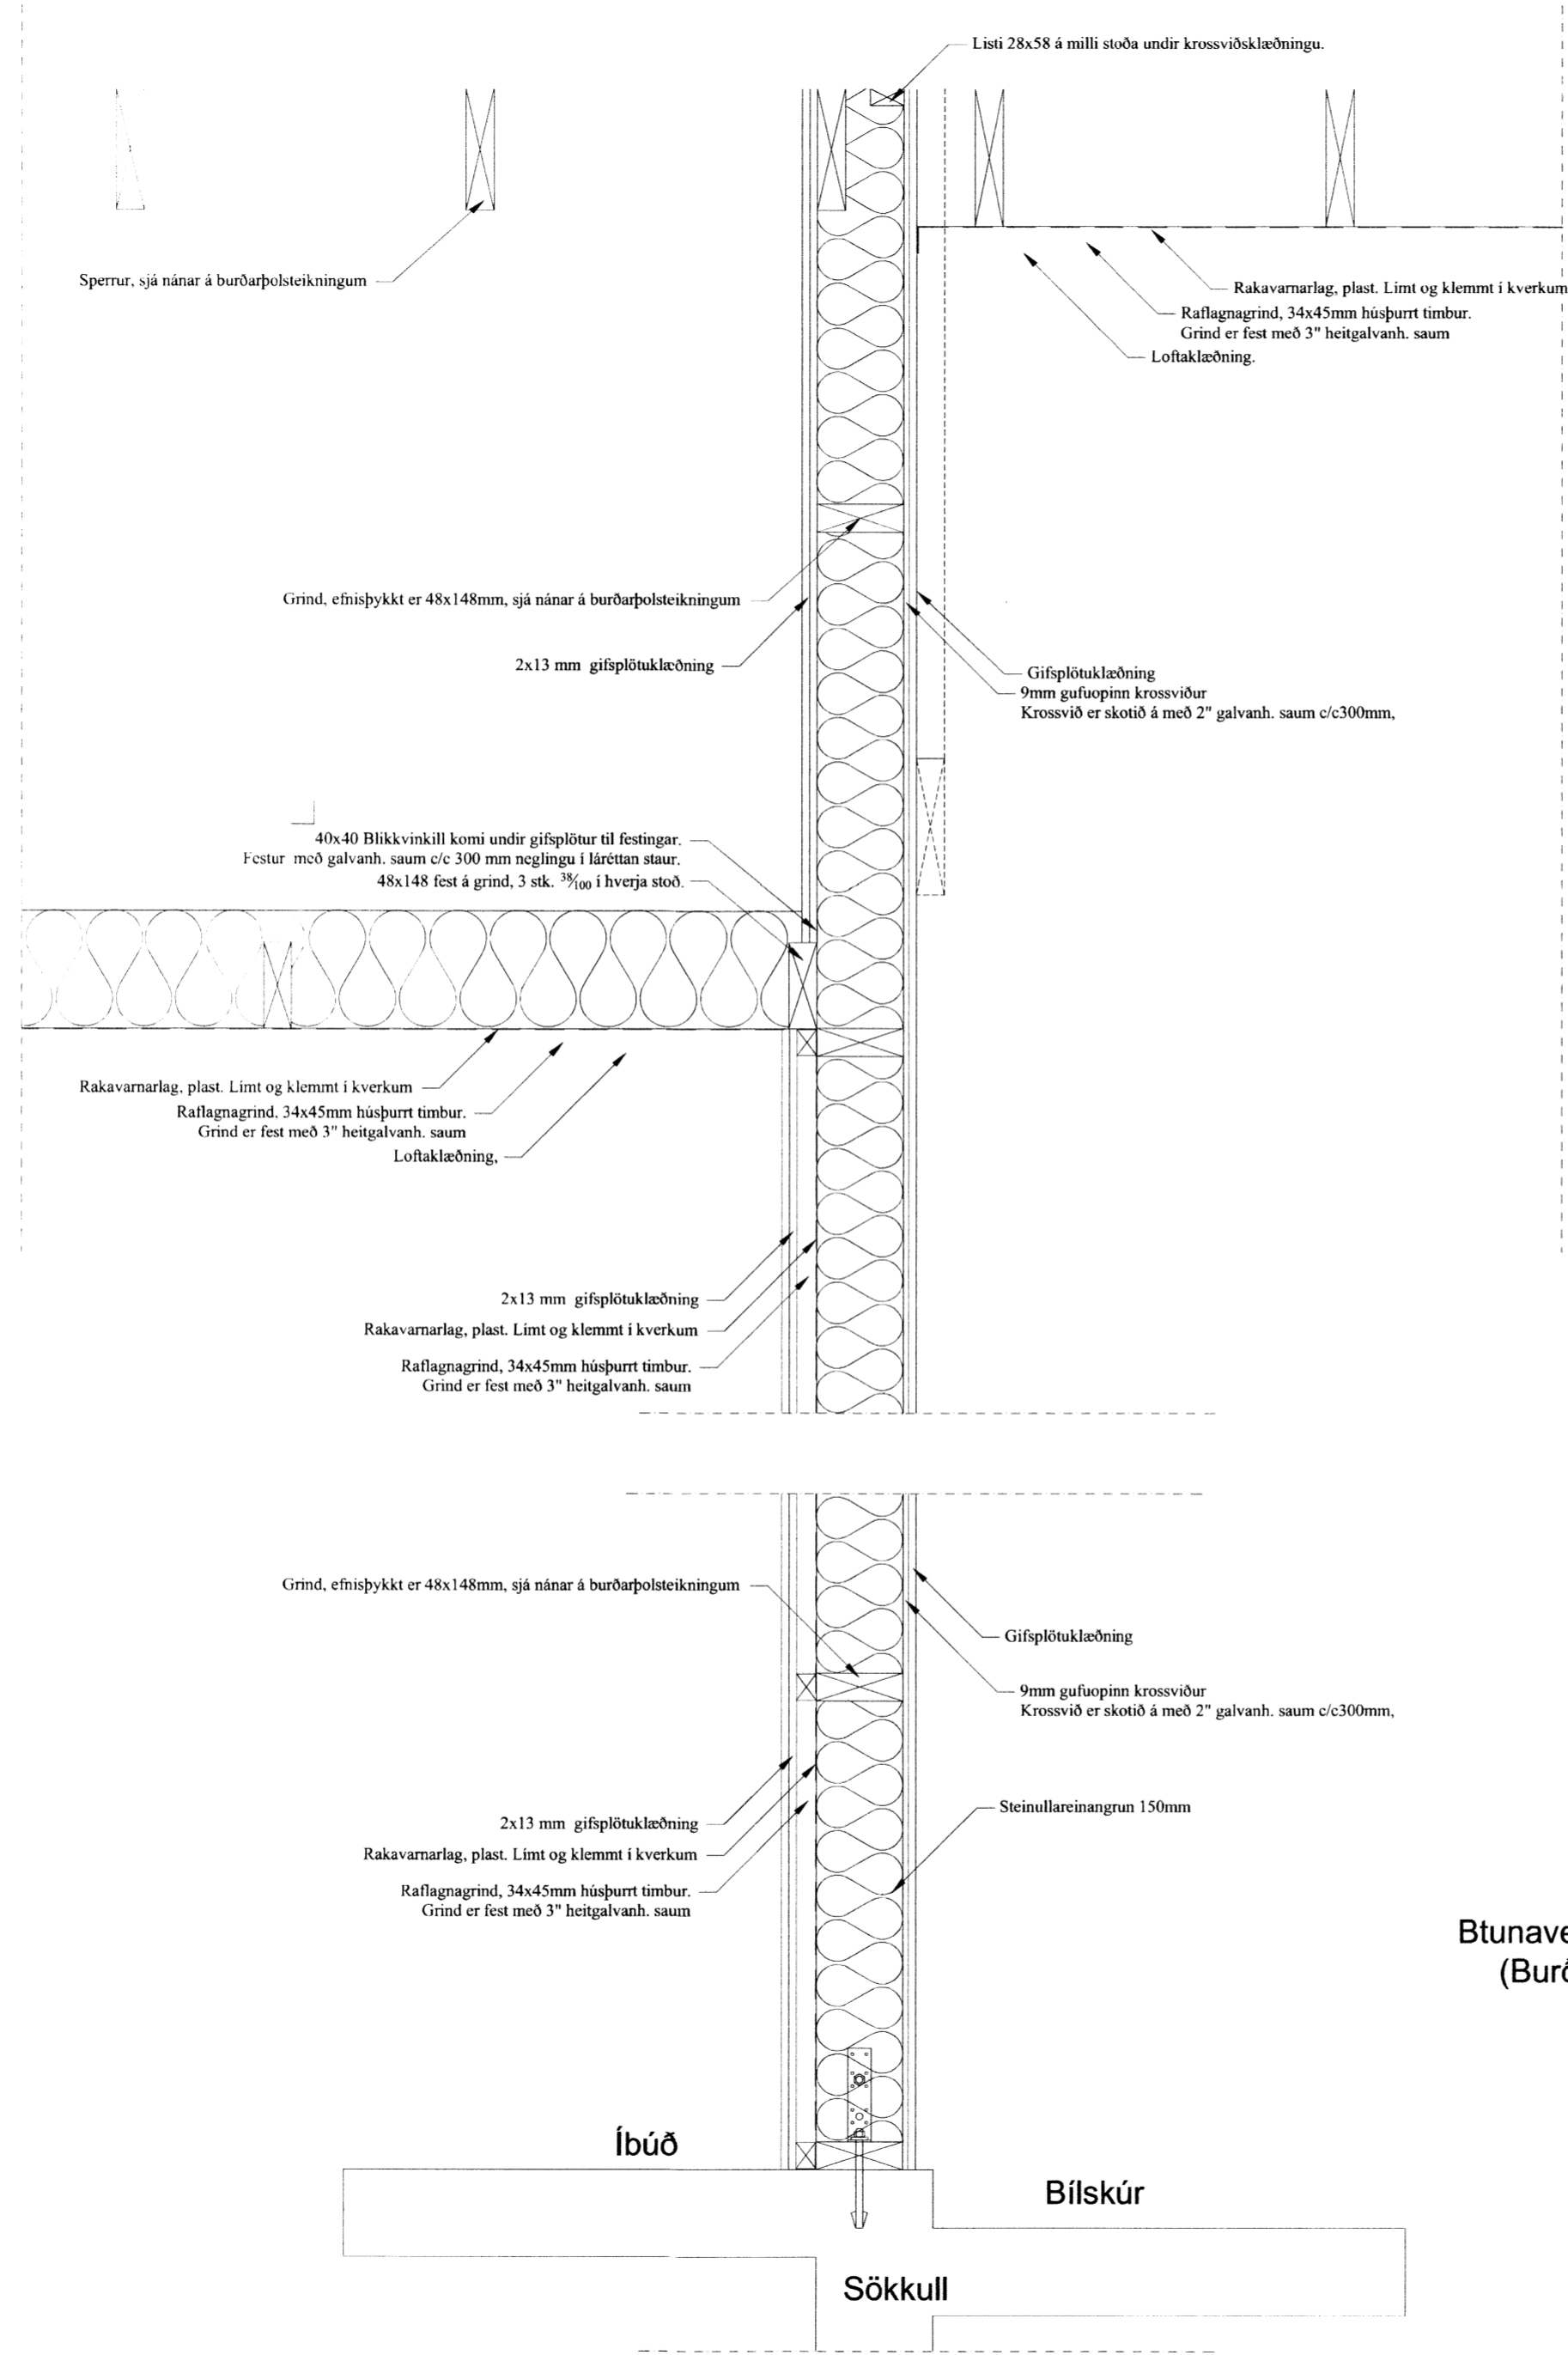 Listi 28x58 á milli stoða undir krossviðsklæðningu.
Sperrur, sjá nánar á burðarþolsteikningum
Rakavarnarlag, plast. Límt og klemmt í kverkum
Raflagnagrind, 34x45mm húsþurrt timbur.
Grind er fest með 3" heitgalvanh. saum
Loftaklæðning.
Grind, efnisþykkt er 48x148mm, sjá nánar á burðarþolsteikningum
2x13 mm gifsplötuklæðning
Gifsplötuklæðning
9mm gufuopinn krossviður
Krossvið er skotið á með 2" galvanh. saum c/c300mm,
40x40 Blikkvinkill komi undir gifsplötur til festingar.
Festur með galvanh. saum c/c 300 mm neglingu í láréttan staur.
48x148 fest á grind, 3 stk. 38/100 í hverja stoð.
Rakavarnarlag, plast. Límt og klemmt í kverkum
Raflagnagrind, 34x45mm húsþurrt timbur.
Grind er fest með 3" heitgalvanh. saum
Loftaklæðning,
2x13 mm gifsplötuklæðning
Rakavarnarlag, plast. Límt og klemmt í kverkum
Raflagnagrind, 34x45mm húsþurrt timbur.
Grind er fest með 3" heitgalvanh. saum
Grind, efnisþykkt er 48x148mm, sjá nánar á burðarþolsteikningum
Gifsplötuklæðning
9mm gufuopinn krossviður
Krossvið er skotið á með 2" galvanh. saum c/c300mm,
Steinullareinangrun 150mm
2x13 mm gifsplötuklæðning
Rakavarnarlag, plast. Límt og klemmt í kverkum
Raflagnagrind, 34x45mm húsþurrt timbur.
Grind er fest með 3" heitgalvanh. saum
Íbúð
Bílskúr
Sökkull